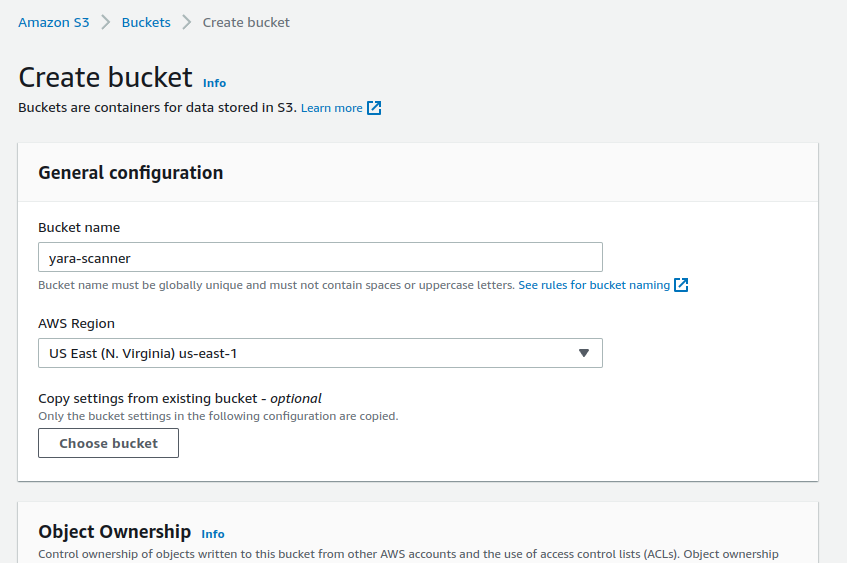 Amazon S3 > Buckets > Create bucket
Create bucket Info
Buckets are containers for data stored in S3. Learn more
General configuration
Bucket name
yara-scanner
Bucket name must be globally unique and must not contain spaces or uppercase letters. See rules for bucket naming
AWS Region
US East (N. Virginia) us-east-1
Copy settings from existing bucket - optional
Only the bucket settings in the following configuration are copied.
Choose bucket
Object Ownership Info
Control ownership of objects written to this bucket from other AWS accounts and the use of access control lists (ACLs). Object ownership